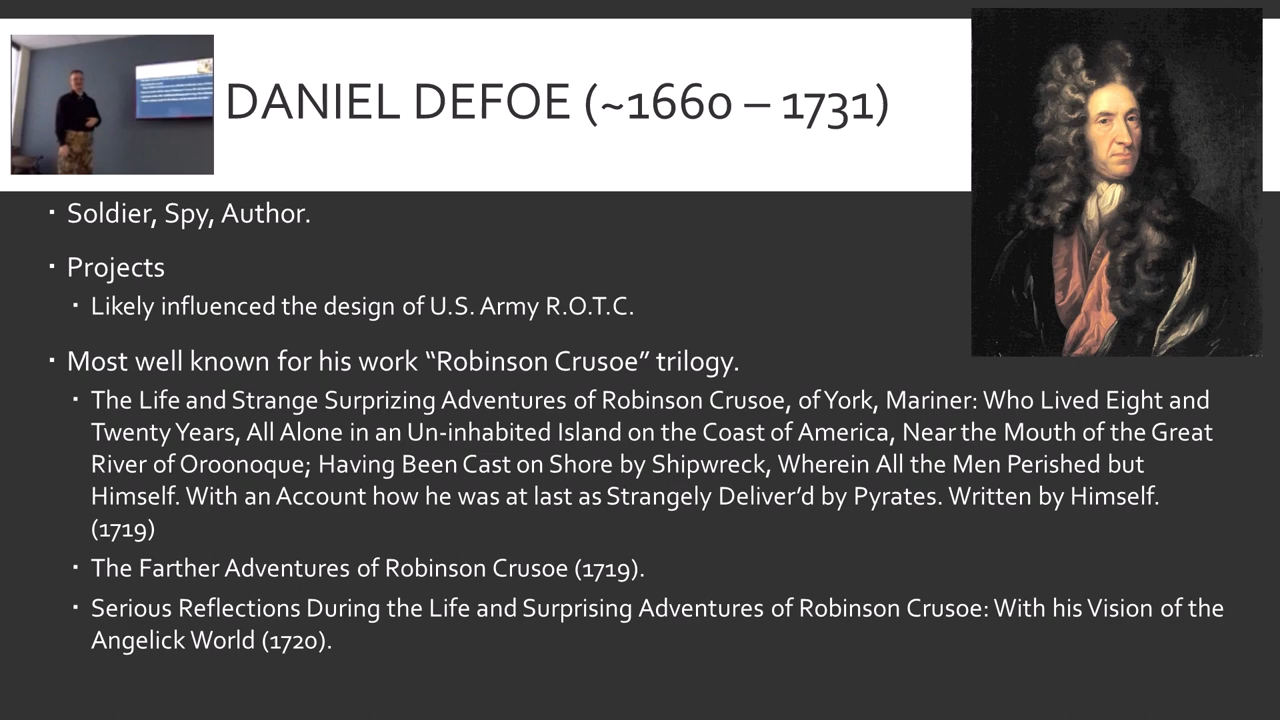 DANIEL DEFOE (~1660 – 1731)
Soldier, Spy, Author.
Projects
Likely influenced the design of U.S. Army R.O.T.C.
Most well known for his work “Robinson Crusoe” trilogy.
The Life and Strange Surprizing Adventures of Robinson Crusoe, of York, Mariner: Who Lived Eight and
Twenty Years, All Alone in an Un-inhabited Island on the Coast of America, Near the Mouth of the Great
River of Oroonoque; Having Been Cast on Shore by Shipwreck, Wherein All the Men Perished but
Himself. With an Account how he was at last as Strangely Deliver’d by Pyrates. Written by Himself.
(1719)
The Farther Adventures of Robinson Crusoe (1719).
Serious Reflections During the Life and Surprising Adventures of Robinson Crusoe: With his Vision of the
Angelick World (1720).